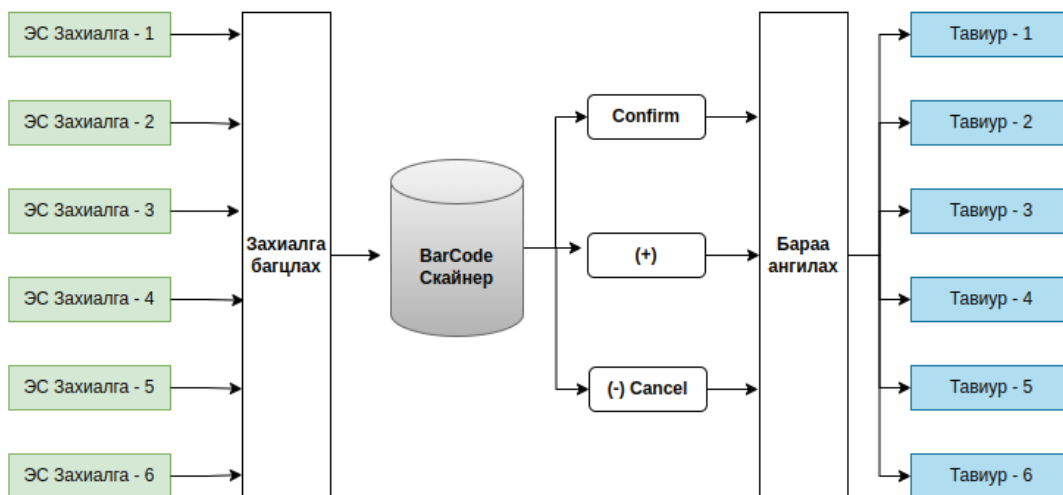 ЭС Захиалга - 1
ЭС Захиалга - 2
ЭС Захиалга - 3
ЭС Захиалга - 4
ЭС Захиалга - 5
ЭС Захиалга - 6
Захиалга
багцлах
BarCode
Скайнер
Confirm
(+)
(-) Cancel
Бараа
ангилах
Тавиур - 1
Тавиур - 2
Тавиур - 3
Тавиур - 4
Тавиур - 5
Тавиур - 6